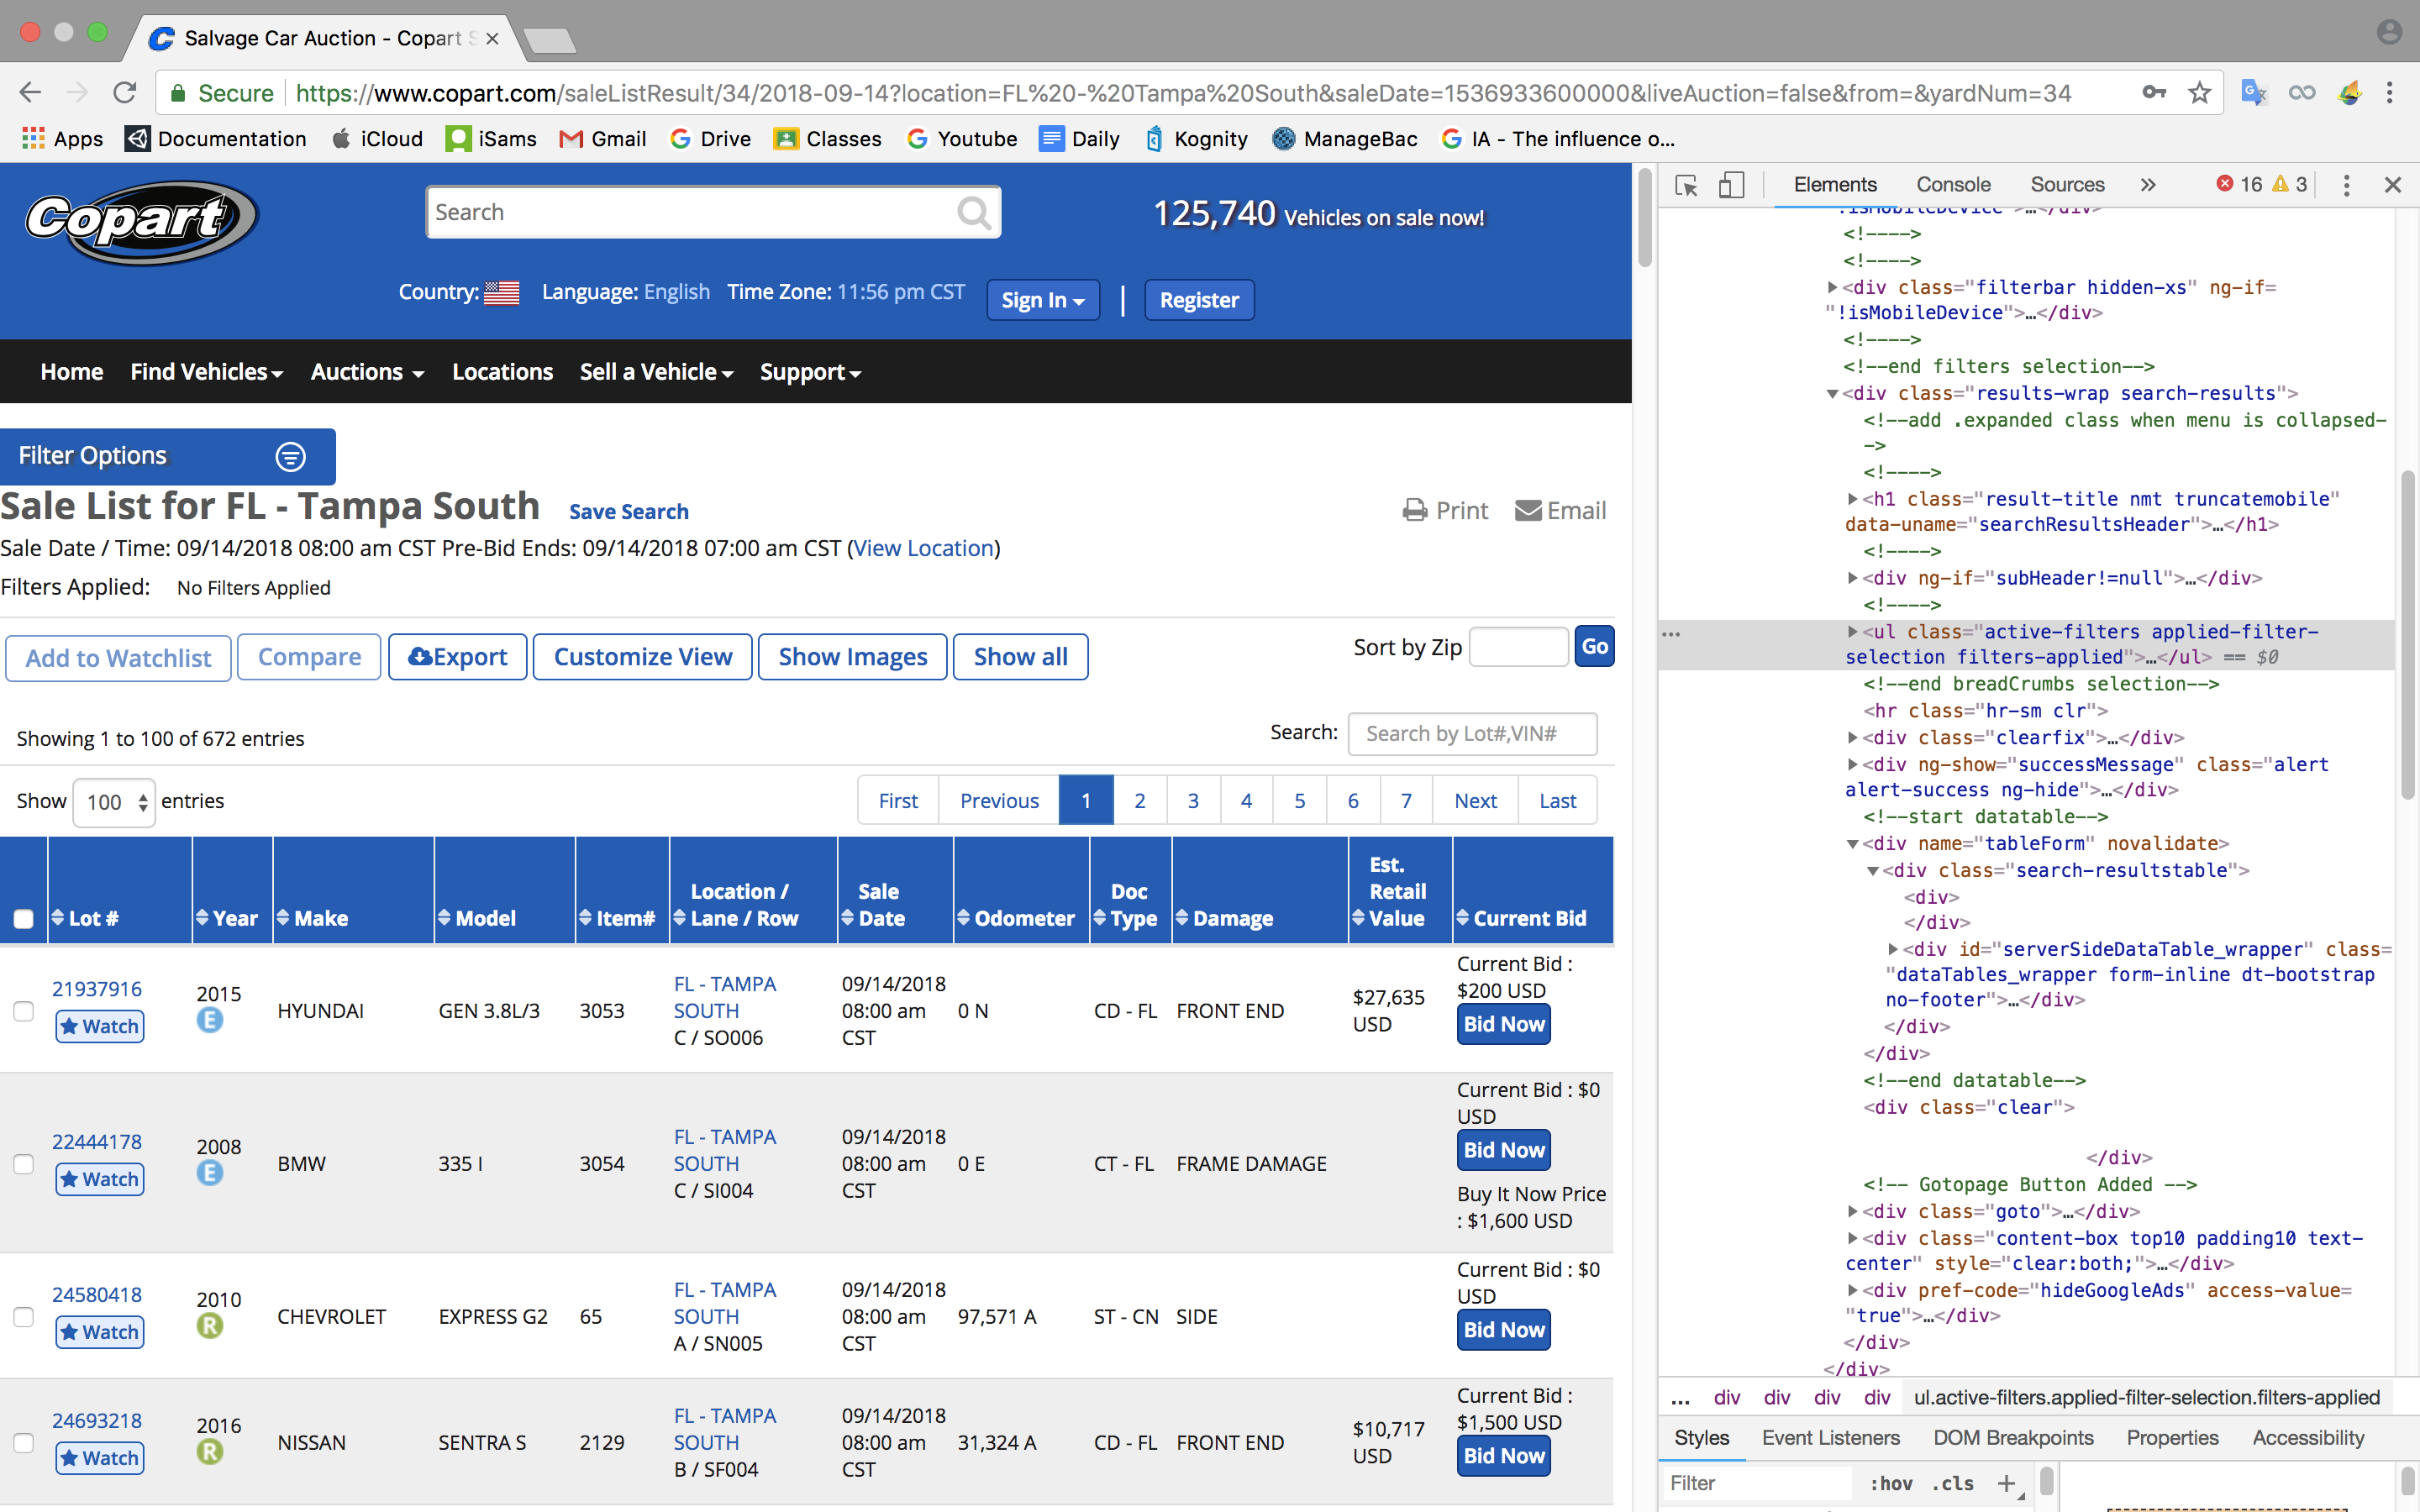 Salvage Car Auction - Copart S
Secure https://www.copart.com/saleListResult/34/2018-09-14?location=FL%20-%20Tampa%20South&saleDate=1536933600000&liveAuction=false&from=&yardNum=34
Apps Documentation iCloud iSams Gmail Drive Classes Youtube Daily Kognity ManageBac IA - The influence o...
Copart
Search
125,740 Vehicles on sale now!
Country: Language: English Time Zone: 11:56 pm CST Sign In | Register
Home Find Vehicles Auctions Locations Sell a Vehicle Support
Filter Options
Sale List for FL - Tampa South Save Search Print Email
Sale Date / Time: 09/14/2018 08:00 am CST Pre-Bid Ends: 09/14/2018 07:00 am CST (View Location)
Filters Applied: No Filters Applied
Add to Watchlist Compare Export Customize View Show Images Show all Sort by Zip Go
Showing 1 to 100 of 672 entries Search: Search by Lot#,VIN#
Show 100 entries First Previous 1 2 3 4 5 6 7 Next Last
Lot # Year Make Model Item# Location / Lane / Row Sale Date Odometer Doc Type Damage Est. Retail Value Current Bid
21937916 Watch 2015 E HYUNDAI GEN 3.8L/3 3053 FL - TAMPA SOUTH C / SO006 09/14/2018 08:00 am CST 0 N CD - FL FRONT END $27,635 USD Current Bid : $200 USD Bid Now
22444178 Watch 2008 E BMW 335 I 3054 FL - TAMPA SOUTH C / SI004 09/14/2018 08:00 am CST 0 E CT - FL FRAME DAMAGE Current Bid : $0 USD Bid Now Buy It Now Price : $1,600 USD
24580418 Watch 2010 R CHEVROLET EXPRESS G2 65 FL - TAMPA SOUTH A / SN005 09/14/2018 08:00 am CST 97,571 A ST - CN SIDE Current Bid : $0 USD Bid Now
24693218 Watch 2016 R NISSAN SENTRA S 2129 FL - TAMPA SOUTH B / SF004 09/14/2018 08:00 am CST 31,324 A CD - FL FRONT END $10,717 USD Current Bid : $1,500 USD Bid Now
Elements Console Sources » 16 3
!isMobileDevice">…</div>
<!---->
<!---->
<div class="filterbar hidden-xs" ng-if=
"!isMobileDevice">…</div>
<!---->
<!--end filters selection-->
<div class="results-wrap search-results">
<!--add .expanded class when menu is collapsed-
->
<!---->
<h1 class="result-title nmt truncatemobile"
data-uname="searchResultsHeader">…</h1>
<!---->
<div ng-if="subHeader!=null">…</div>
<!---->
<ul class="active-filters applied-filter-
selection filters-applied">…</ul> == $0
<!--end breadCrumbs selection-->
<hr class="hr-sm clr">
<div class="clearfix">…</div>
<div ng-show="successMessage" class="alert
alert-success ng-hide">…</div>
<!--start datatable-->
<div name="tableForm" novalidate>
<div class="search-resultstable">
<div>
</div>
<div id="serverSideDataTable_wrapper" class=
"dataTables_wrapper form-inline dt-bootstrap
no-footer">…</div>
</div>
</div>
<!--end datatable-->
<div class="clear">
</div>
<!-- Gotopage Button Added -->
<div class="goto">…</div>
<div class="content-box top10 padding10 text-
center" style="clear:both;">…</div>
<div pref-code="hideGoogleAds" access-value=
"true">…</div>
</div>
</div>
... div div div div ul.active-filters.applied-filter-selection.filters-applied
Styles Event Listeners DOM Breakpoints Properties Accessibility
Filter :hov .cls +